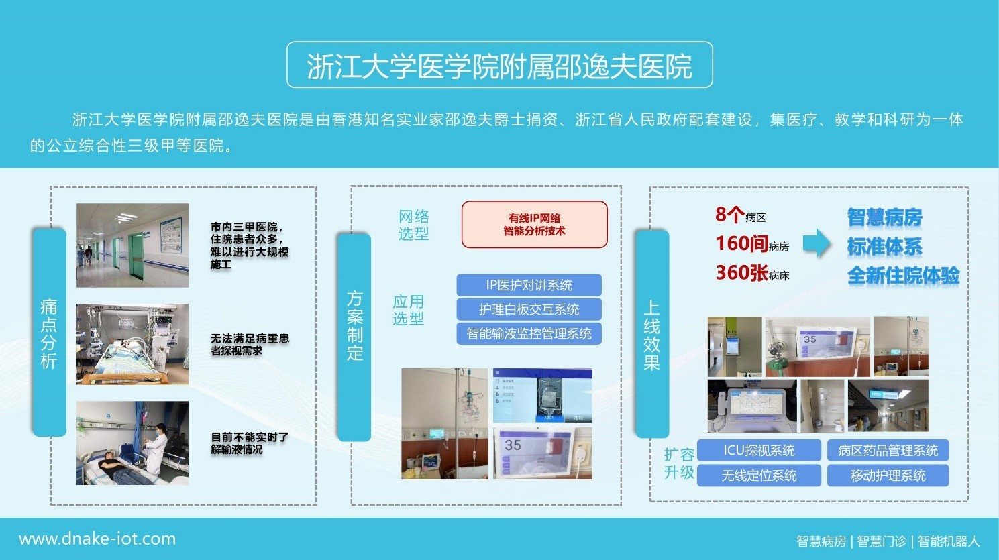 浙江大学医学院附属邵逸夫医院
浙江大学医学院附属邵逸夫医院是由香港知名实业家邵逸夫爵士捐资、浙江省人民政府配套建设，集医疗、教学和科研为一体
的公立综合性三级甲等医院。
痛点分析
市内三甲医院，
住院患者众多，
难以进行大规模
施工
无法满足病重患
者探视需求
目前不能实时了
解输液情况
方案制定
网络
选型
有线IP网络
智能分析技术
应用
选型
IP医护对讲系统
护理白板交互系统
智能输液监控管理系统
7B01
7B02
35
上线效果
8个病区
160间病房
360张病床
智慧病房
标准体系
全新住院体验
35
扩容
升级
ICU探视系统
病区药品管理系统
无线定位系统
移动护理系统
www.dnake-iot.com
智慧病房 | 智慧门诊 | 智能机器人